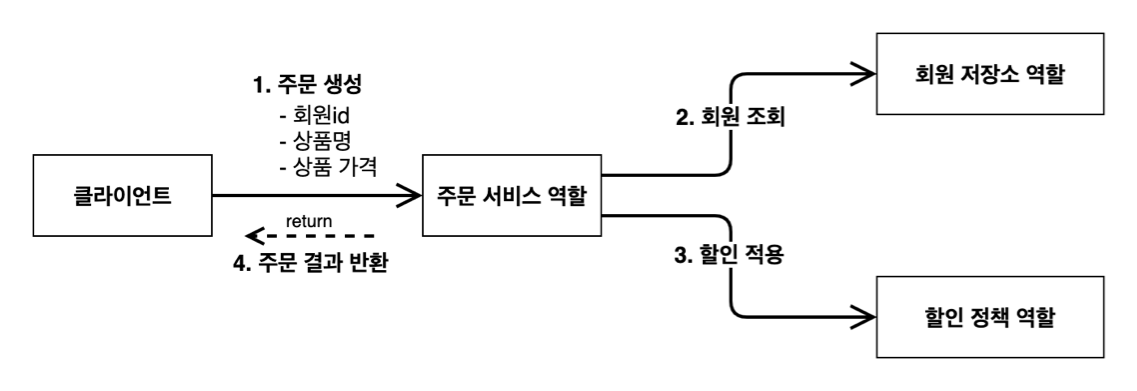 1. 주문 생성
- 회원id
- 상품명
- 상품 가격
클라이언트
return
4. 주문 결과 반환
주문 서비스 역할
2. 회원 조회
회원 저장소 역할
3. 할인 적용
할인 정책 역할